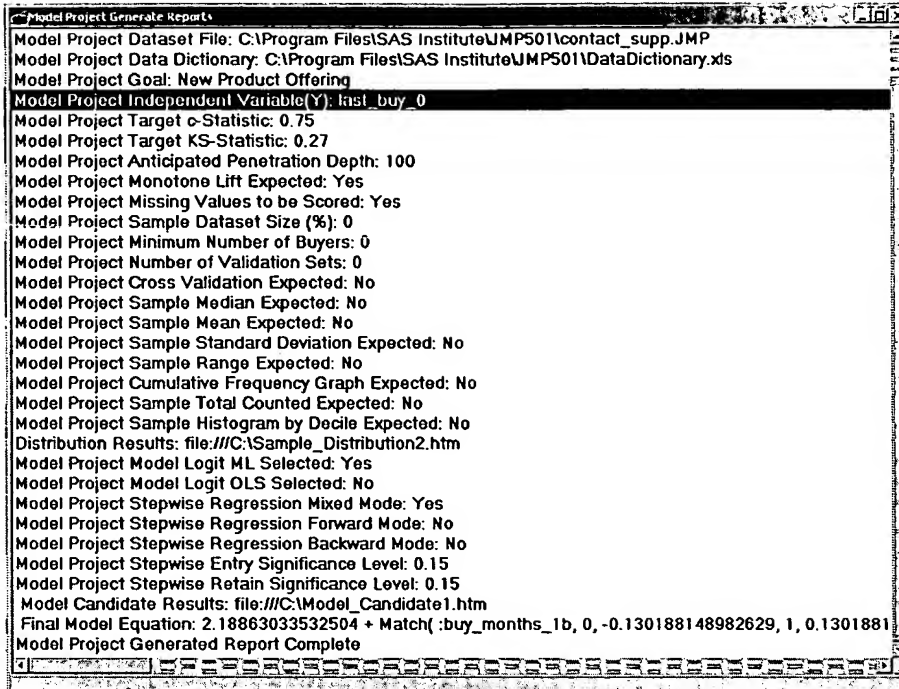 Model Project Generate Reports
Model Project Dataset File: C:\Program Files\SAS Institute\JMP501\contact_supp.JMP
Model Project Data Dictionary: C:\Program Files\SAS Institute\JMP501\DataDictionary.xls
Model Project Goal: New Product Offering
Model Project Independent Variable(Y): last_buy_0
Model Project Target c-Statistic: 0.75
Model Project Target KS-Statistic: 0.27
Model Project Anticipated Penetration Depth: 100
Model Project Monotone Lift Expected: Yes
Model Project Missing Values to be Scored: Yes
Model Project Sample Dataset Size (%): 0
Model Project Minimum Number of Buyers: 0
Model Project Number of Validation Sets: 0
Model Project Cross Validation Expected: No
Model Project Sample Median Expected: No
Model Project Sample Mean Expected: No
Model Project Sample Standard Deviation Expected: No
Model Project Sample Range Expected: No
Model Project Cumulative Frequency Graph Expected: No
Model Project Sample Total Counted Expected: No
Model Project Sample Histogram by Decile Expected: No
Distribution Results: file:///C:\Sample_Distribution2.htm
Model Project Model Logit ML Selected: Yes
Model Project Model Logit OLS Selected: No
Model Project Stepwise Regression Mixed Mode: Yes
Model Project Stepwise Regression Forward Mode: No
Model Project Stepwise Regression Backward Mode: No
Model Project Stepwise Entry Significance Level: 0.15
Model Project Stepwise Retain Significance Level: 0.15
Model Candidate Results: file:///C:\Model_Candidate1.htm
Final Model Equation: 2.18863033532504 + Match( :buy_months_1b, 0, -0.130188148982629, 1, 0.1301881
Model Project Generated Report Complete